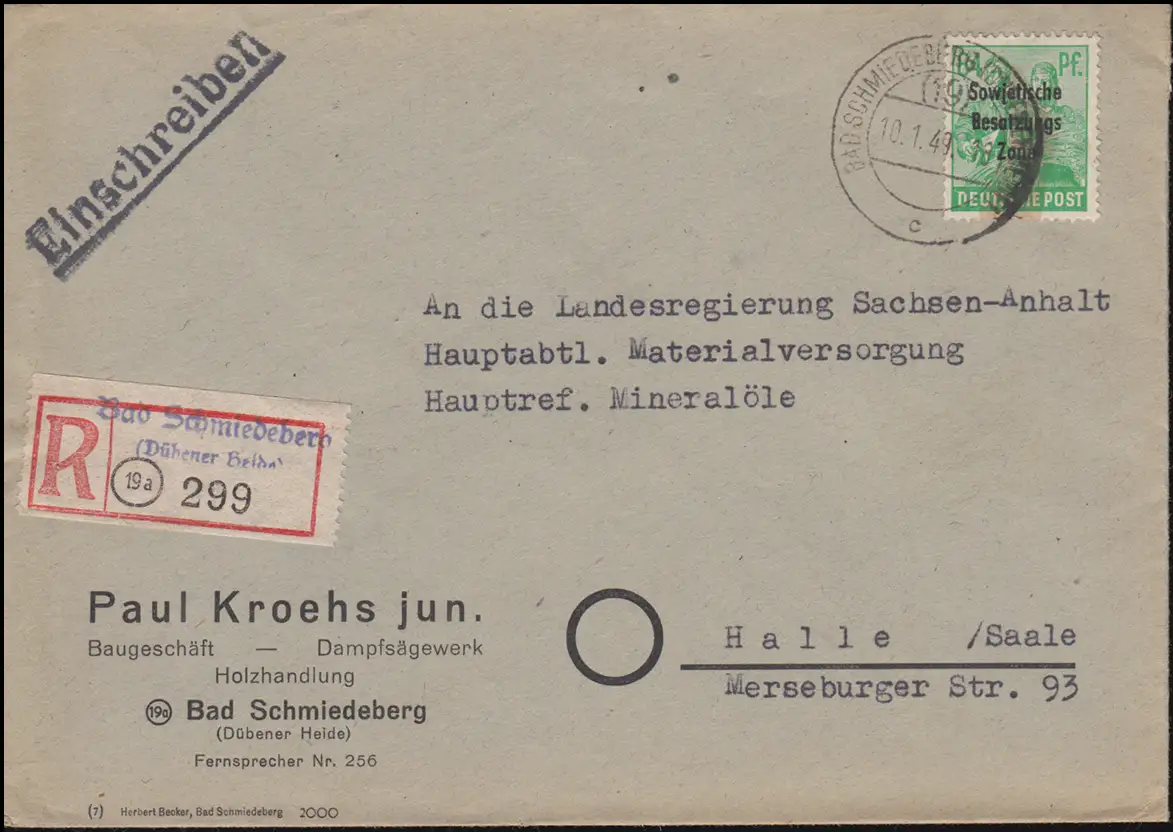 Einschreiben
BAD SCHMIEDEBERG
(19
10.1.49
c
Pf.
Sowjetische
Besatzungs
Zone
DEUTSCHE POST
An die Landesregierung Sachsen-Anhalt
Hauptabtl. Materialversorgung
Hauptref. Mineralöle
R
Bad Schmiedeberg
(Dübener Heide)
19a
299
Paul Kroehs jun.
Baugeschäft — Dampfsägewerk
Holzhandlung
19a Bad Schmiedeberg
(Dübener Heide)
Fernsprecher Nr. 256
Halle /Saale
Merseburger Str. 93
(7) Herbert Becker, Bad Schmiedeberg 2000